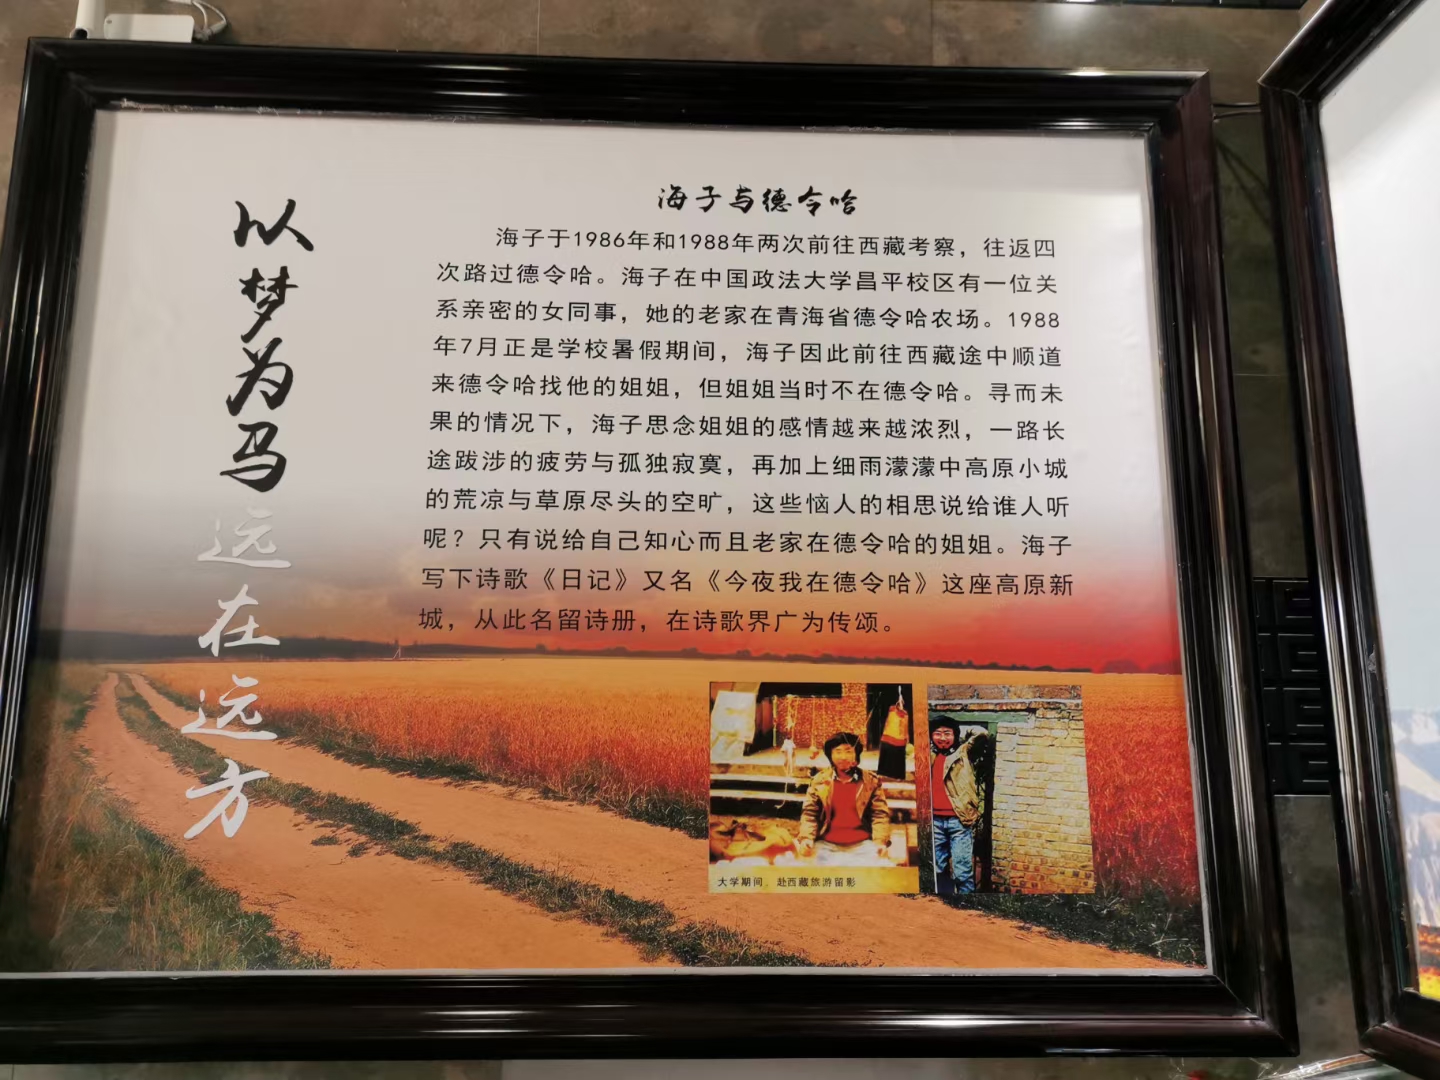 以梦为马
远在远方
海子与德令哈
海子于1986年和1988年两次前往西藏考察，往返四
次路过德令哈。海子在中国政法大学昌平校区有一位关
系亲密的女同事，她的老家在青海省德令哈农场。1988
年7月正是学校暑假期间，海子因此前往西藏途中顺道
来德令哈找他的姐姐，但姐姐当时不在德令哈。寻而未
果的情况下，海子思念姐姐的感情越来越浓烈，一路长
途跋涉的疲劳与孤独寂寞，再加上细雨濛濛中高原小城
的荒凉与草原尽头的空旷，这些恼人的相思说给谁人听
呢？只有说给自己知心而且老家在德令哈的姐姐。海子
写下诗歌《日记》又名《今夜我在德令哈》这座高原新
城，从此名留诗册，在诗歌界广为传颂。
大学期间，赴西藏旅游留影